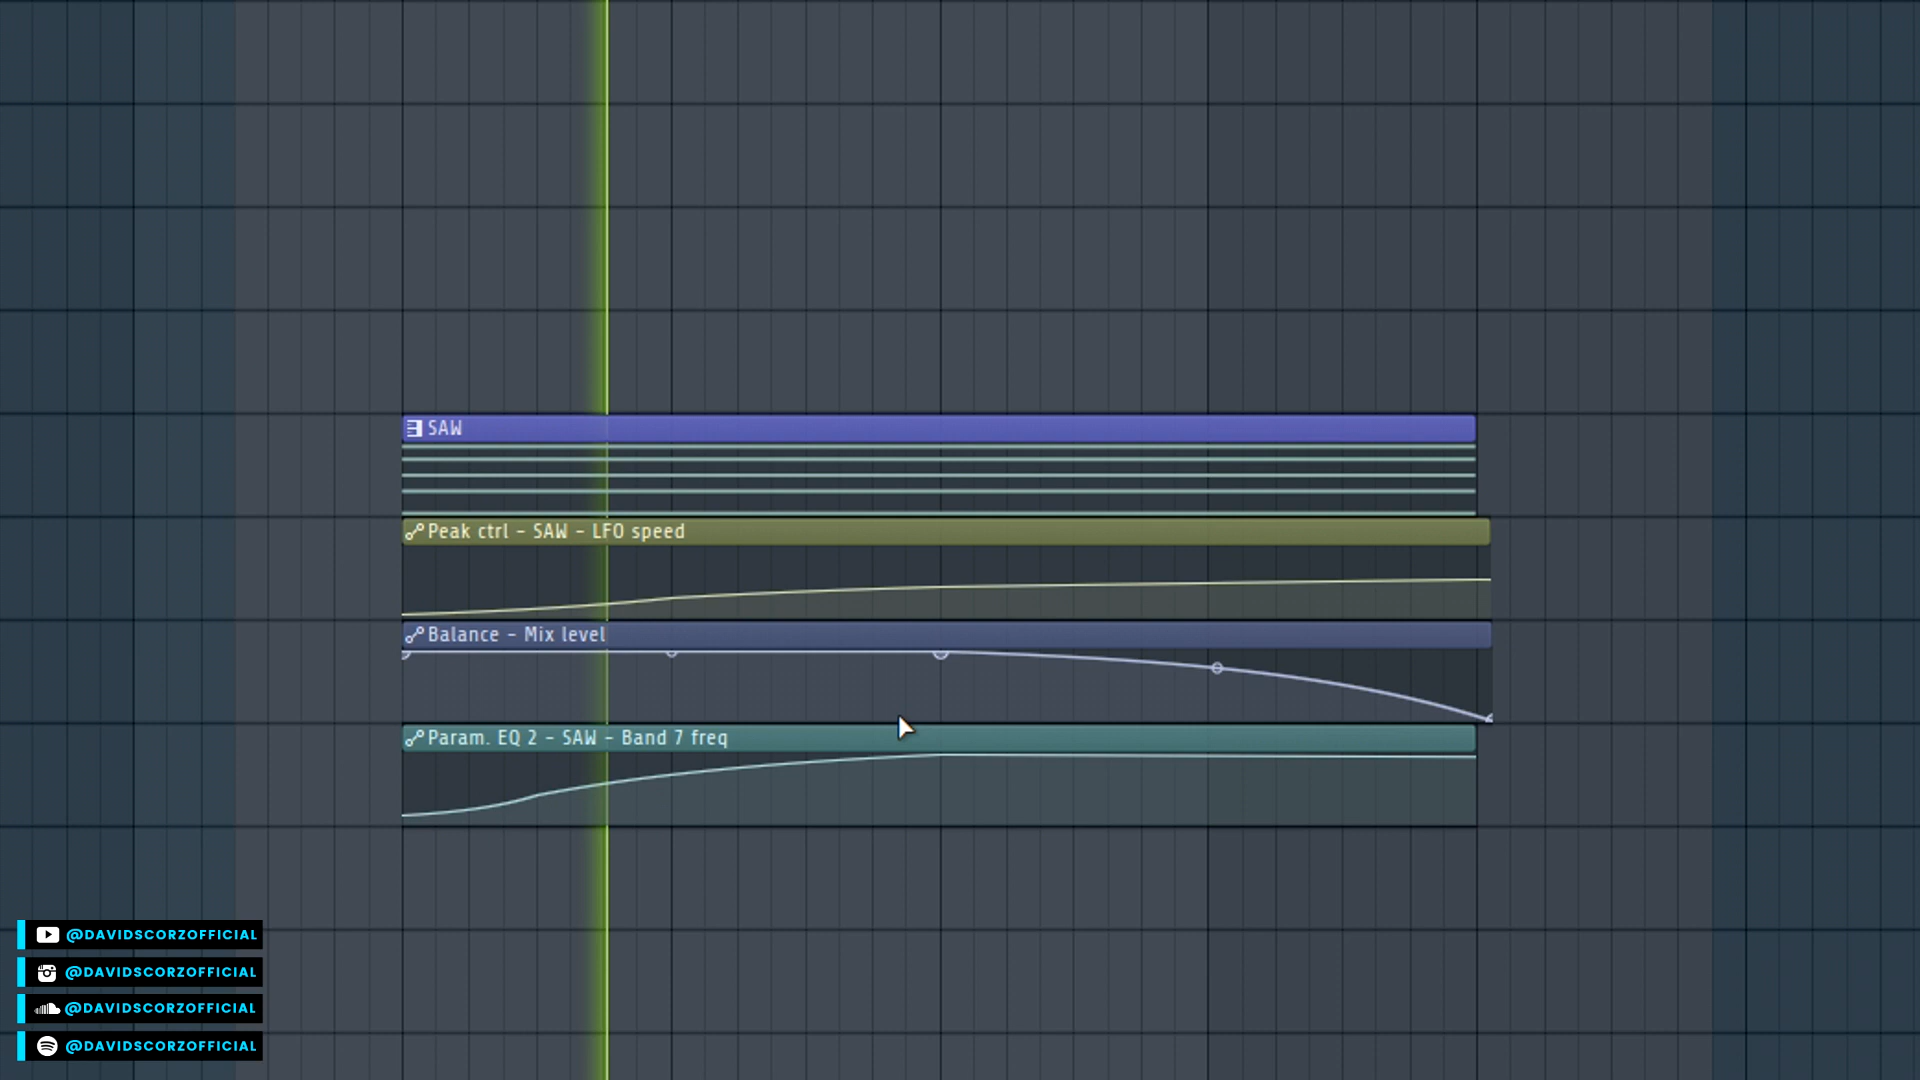 SAW
Peak ctrl - SAW - LFO speed
Balance - Mix level
Param. EQ 2 - SAW - Band 7 freq
@DAVIDSCORZOFFICIAL
@DAVIDSCORZOFFICIAL
@DAVIDSCORZOFFICIAL
@DAVIDSCORZOFFICIAL